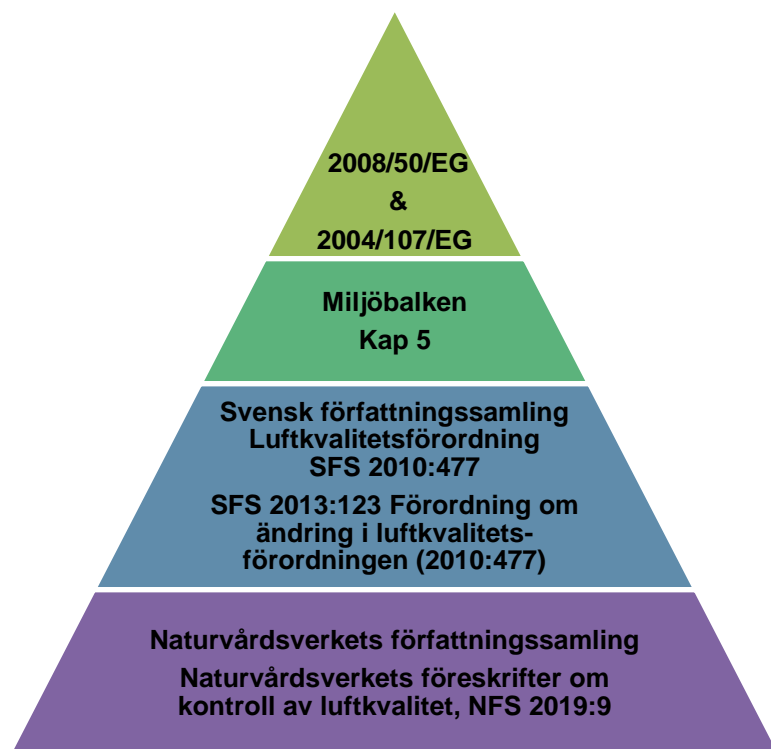 2008/50/EG
&
2004/107/EG
Miljöbalken
Kap 5
Svensk författningssamling
Luftkvalitetsförordning
SFS 2010:477
SFS 2013:123 Förordning om
ändring i luftkvalitets-
förordningen (2010:477)
Naturvårdsverkets författningssamling
Naturvårdsverkets föreskrifter om
kontroll av luftkvalitet, NFS 2019:9